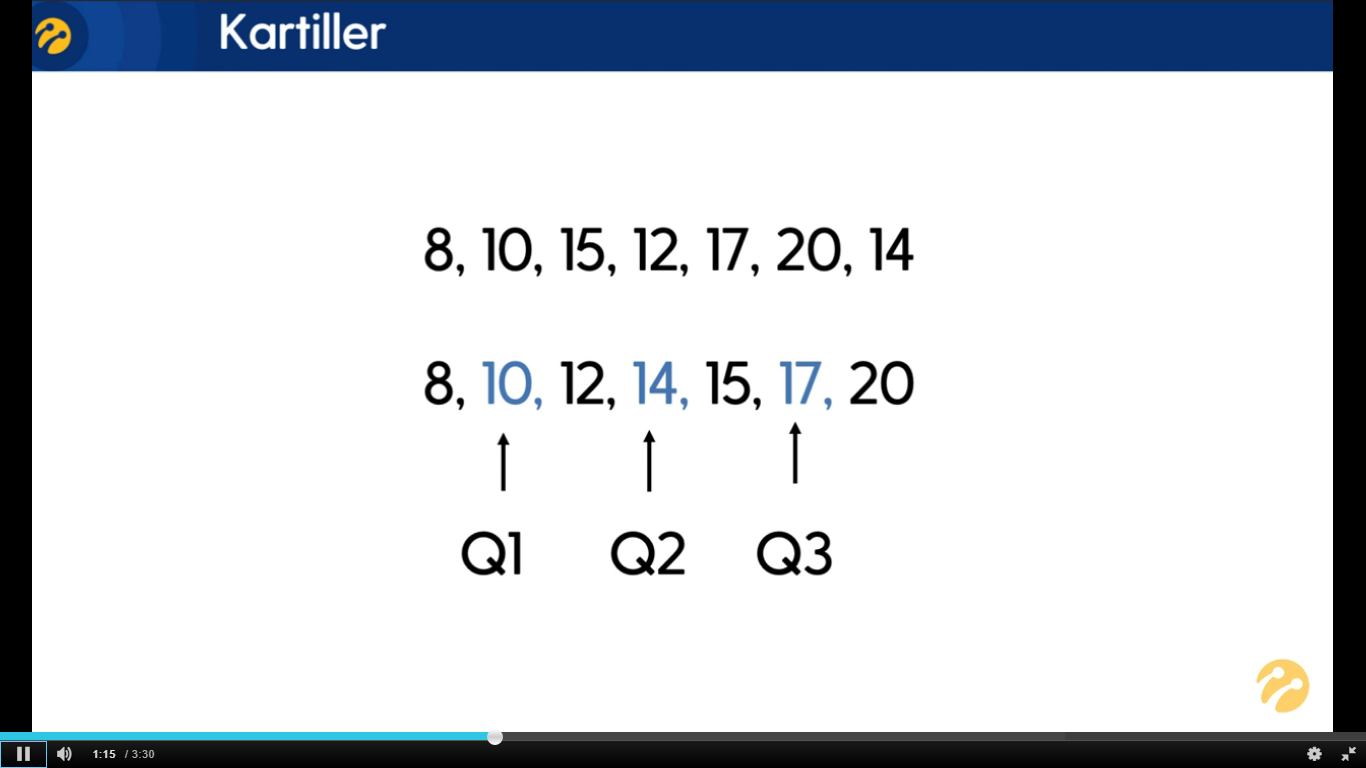 Kartiller
8, 10, 15, 12, 17, 20, 14
8, 10, 12, 14, 15, 17, 20
Q1 Q2 Q3
1:15 / 3:30